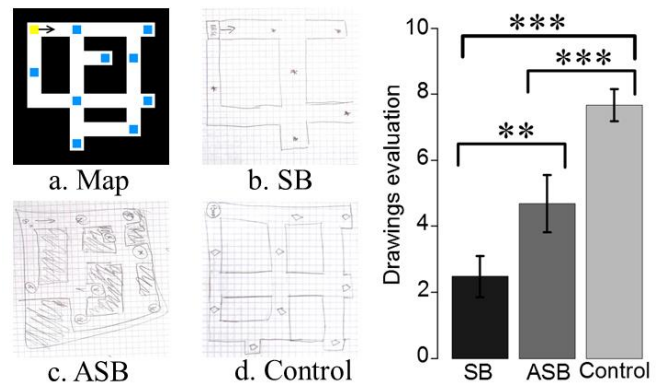 a. Map
b. SB
c. ASB
d. Control
Drawings evaluation
10
8
6
4
2
0
***
***
**
SB
ASB
Control